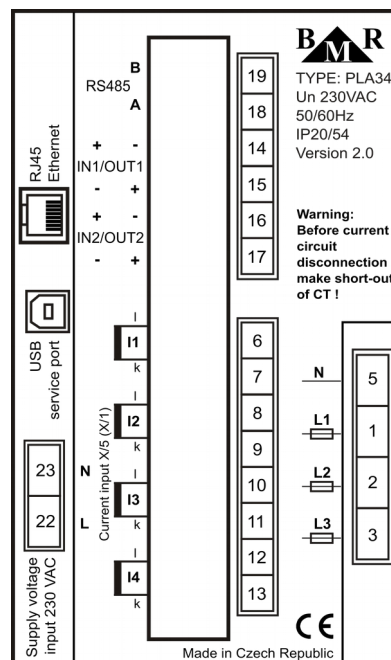 BMR
TYPE: PLA34
Un 230VAC
50/60Hz
IP20/54
Version 2.0
Warning:
Before current
circuit
disconnection
make short-out
of CT !
B
RS485
A
+ -
IN1/OUT1
- +
+ -
IN2/OUT2
- +
19
18
14
15
16
17
RJ45
Ethernet
USB
service port
l
I1
k
l
I2
k
l
I3
k
l
I4
k
Current input X/5 (X/1)
6
7
8
9
10
11
12
13
N
L1
L2
L3
5
1
2
3
23 N
22 L
Supply voltage
input 230 VAC
CE
Made in Czech Republic